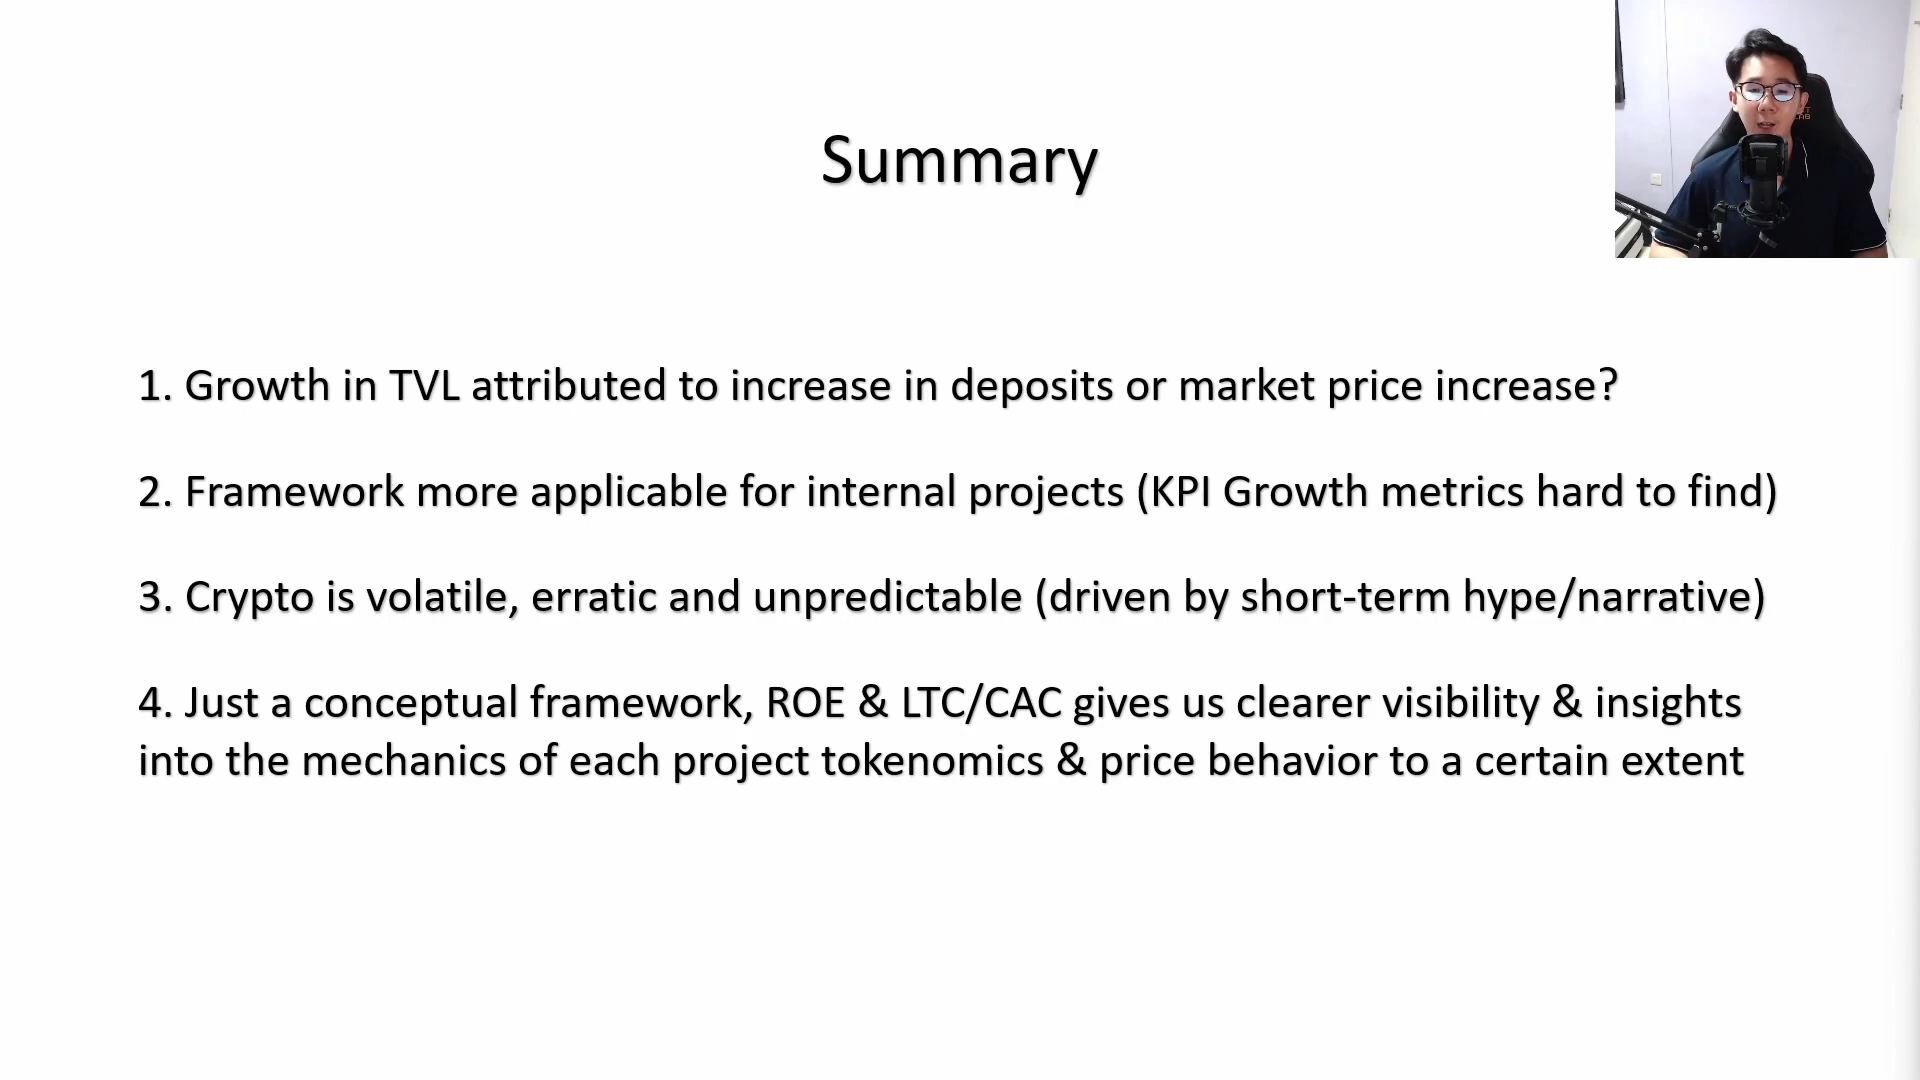 Summary
1. Growth in TVL attributed to increase in deposits or market price increase?
2. Framework more applicable for internal projects (KPI Growth metrics hard to find)
3. Crypto is volatile, erratic and unpredictable (driven by short-term hype/narrative)
4. Just a conceptual framework, ROE & LTC/CAC gives us clearer visibility & insights
into the mechanics of each project tokenomics & price behavior to a certain extent